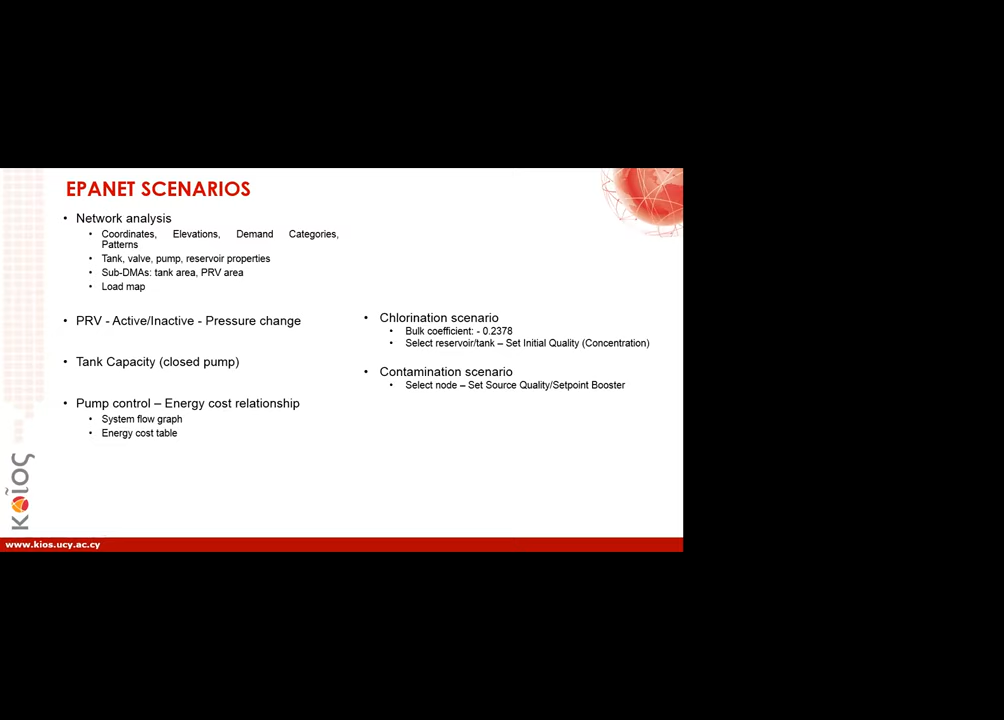 EPANET SCENARIOS
• Network analysis
• Coordinates, Elevations, Demand Categories,
Patterns
• Tank, valve, pump, reservoir properties
• Sub-DMAs: tank area, PRV area
• Load map
• PRV - Active/Inactive - Pressure change
• Tank Capacity (closed pump)
• Pump control – Energy cost relationship
• System flow graph
• Energy cost table
• Chlorination scenario
• Bulk coefficient: - 0.2378
• Select reservoir/tank – Set Initial Quality (Concentration)
• Contamination scenario
• Select node – Set Source Quality/Setpoint Booster
κοῖος
www.kios.ucy.ac.cy